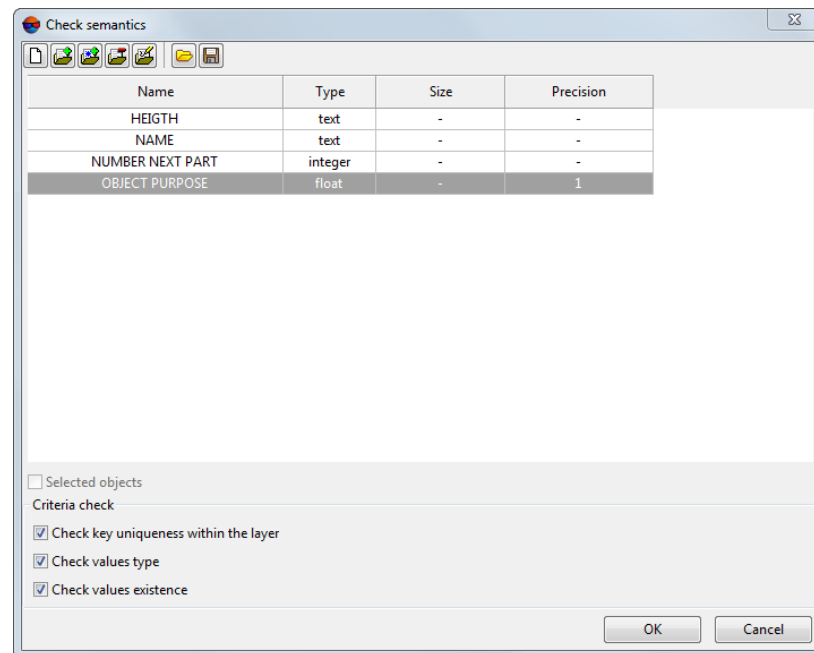 Check semantics
Name Type Size Precision
HEIGTH text - -
NAME text - -
NUMBER NEXT PART integer - -
OBJECT PURPOSE float - 1
Selected objects
Criteria check
Check key uniqueness within the layer
Check values type
Check values existence
OK Cancel